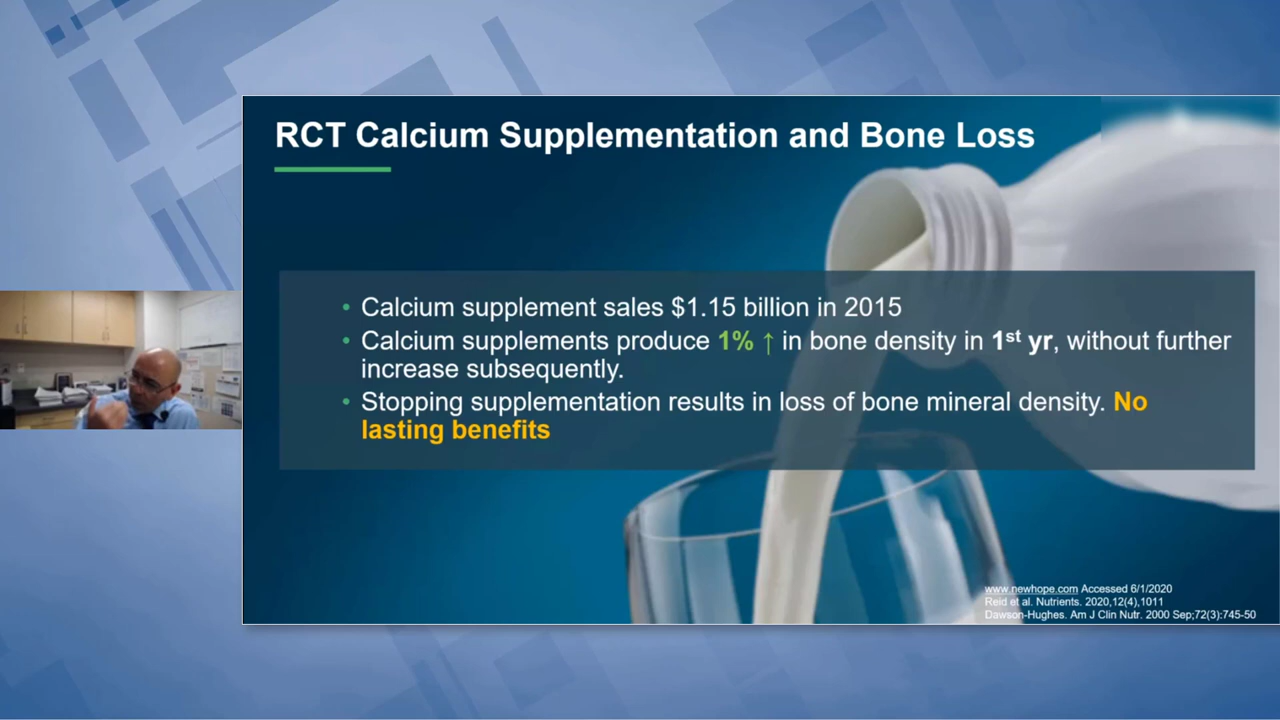 RCT Calcium Supplementation and Bone Loss
• Calcium supplement sales $1.15 billion in 2015
• Calcium supplements produce 1% ↑ in bone density in 1st yr, without further
increase subsequently.
• Stopping supplementation results in loss of bone mineral density. No
lasting benefits
www.newhope.com Accessed 6/1/2020
Reid et al. Nutrients. 2020,12(4),1011
Dawson-Hughes. Am J Clin Nutr. 2000 Sep;72(3):745-50